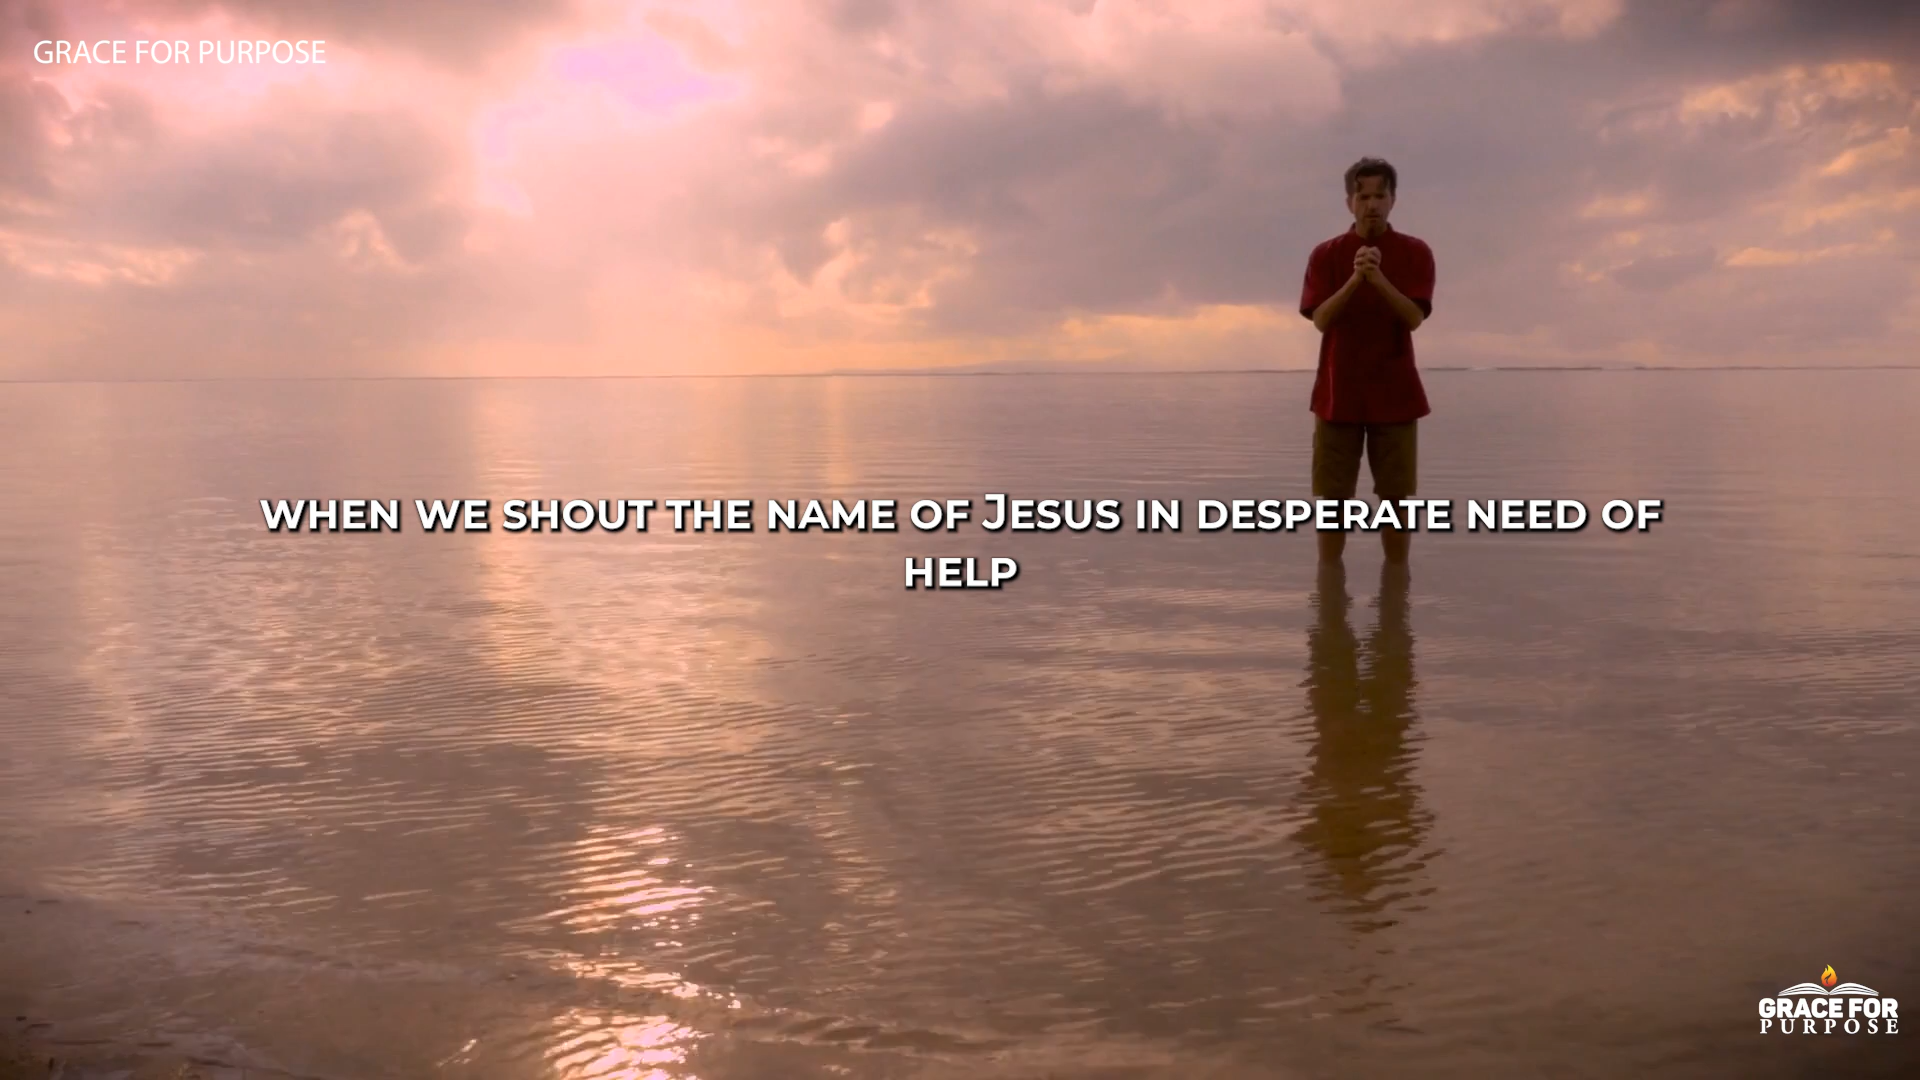 GRACE FOR PURPOSE
WHEN WE SHOUT THE NAME OF JESUS IN DESPERATE NEED OF
HELP
GRACE FOR
PURPOSE